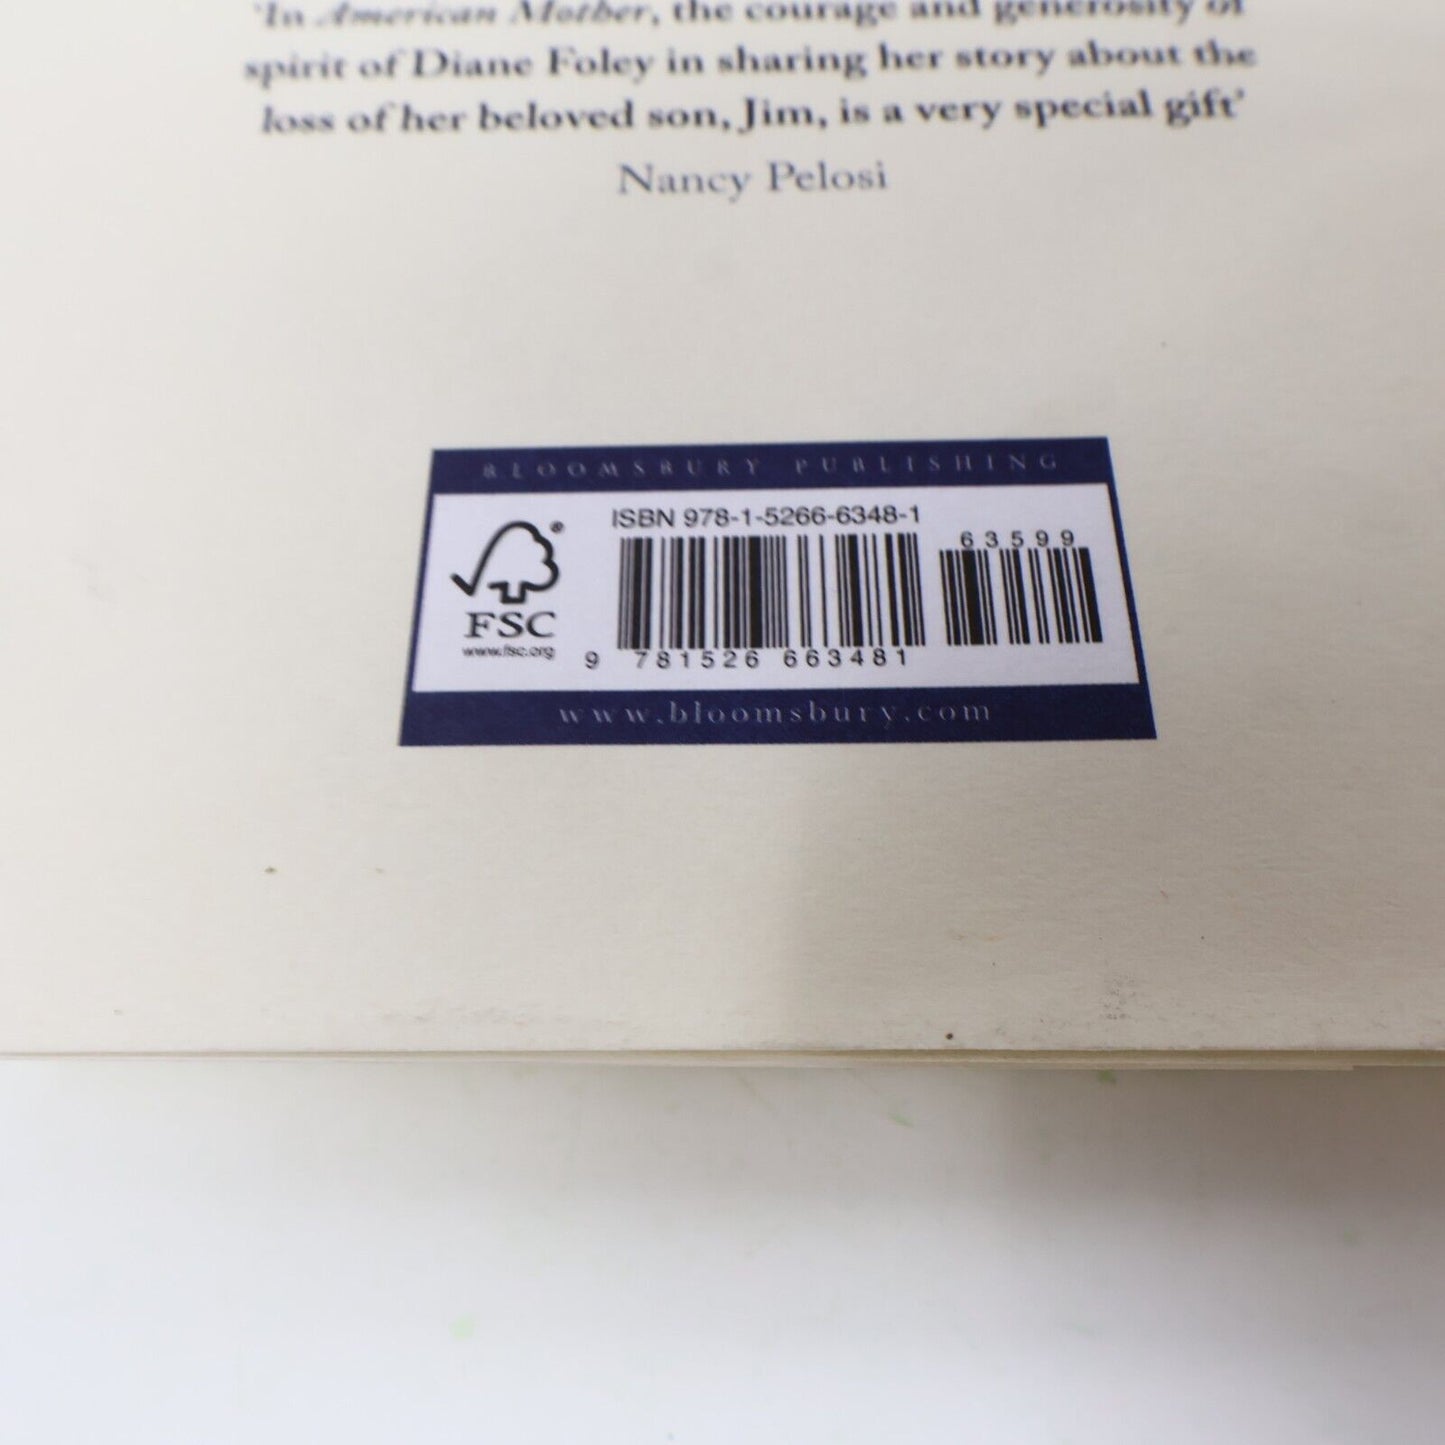 'In American Mother, the courage and generosity of
spirit of Diane Foley in sharing her story about the
loss of her beloved son, Jim, is a very special gift'
Nancy Pelosi
BLOOMSBURY PUBLISHING
ISBN 978-1-5266-6348-1
63599
®
FSC
www.fsc.org
9 781526 663481
www.bloomsbury.com